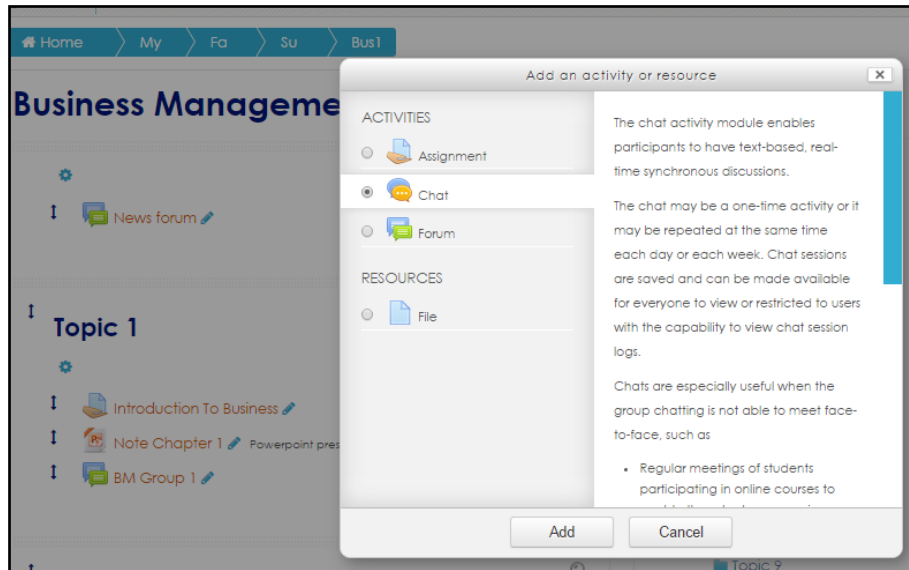 Home My Fa Su Bus1
Add an activity or resource
Business Manageme
ACTIVITIES
Assignment
Chat
Forum
RESOURCES
File
The chat activity module enables
participants to have text-based, real-
time synchronous discussions.
The chat may be a one-time activity or it
may be repeated at the same time
each day or each week. Chat sessions
are saved and can be made available
for everyone to view or restricted to users
with the capability to view chat session
logs.
Chats are especially useful when the
group chatting is not able to meet face-
to-face, such as
• Regular meetings of students
participating in online courses to
Add Cancel
News forum
Topic 1
Introduction To Business
Note Chapter 1 Powerpoint pres
BM Group 1
Topic 9